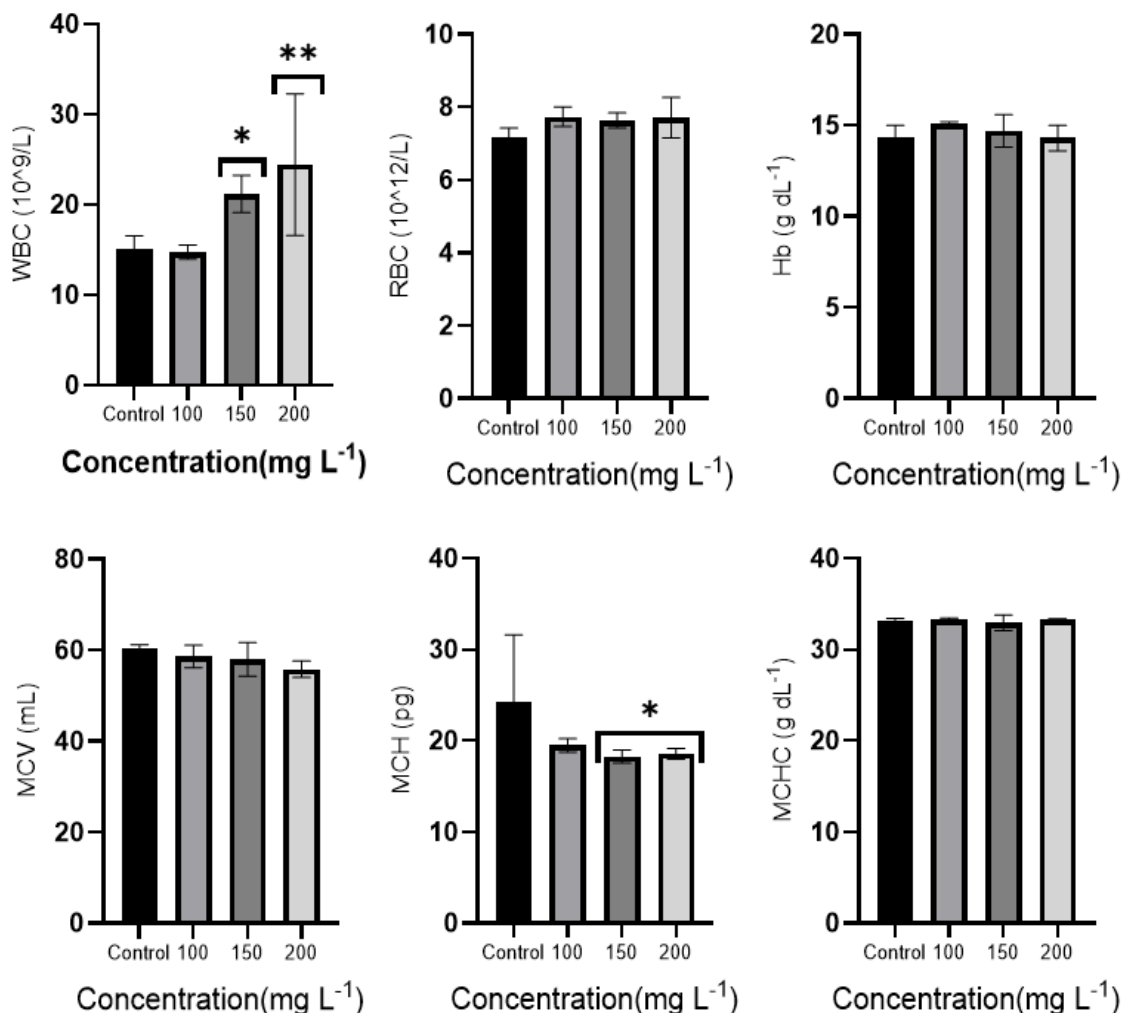 WBC (10^9/L)
40
30
20
10
0
*
**
Control 100 150 200
Concentration(mg L⁻¹)
RBC (10^12/L)
10
8
6
4
2
0
Control 100 150 200
Concentration(mg L⁻¹)
Hb (g dL⁻¹)
20
15
10
5
0
Control 100 150 200
Concentration(mg L⁻¹)
MCV (mL)
80
60
40
20
0
Control 100 150 200
Concentration(mg L⁻¹)
MCH (pg)
40
30
20
10
0
*
Control 100 150 200
Concentration(mg L⁻¹)
MCHC (g dL⁻¹)
40
30
20
10
0
Control 100 150 200
Concentration(mg L⁻¹)